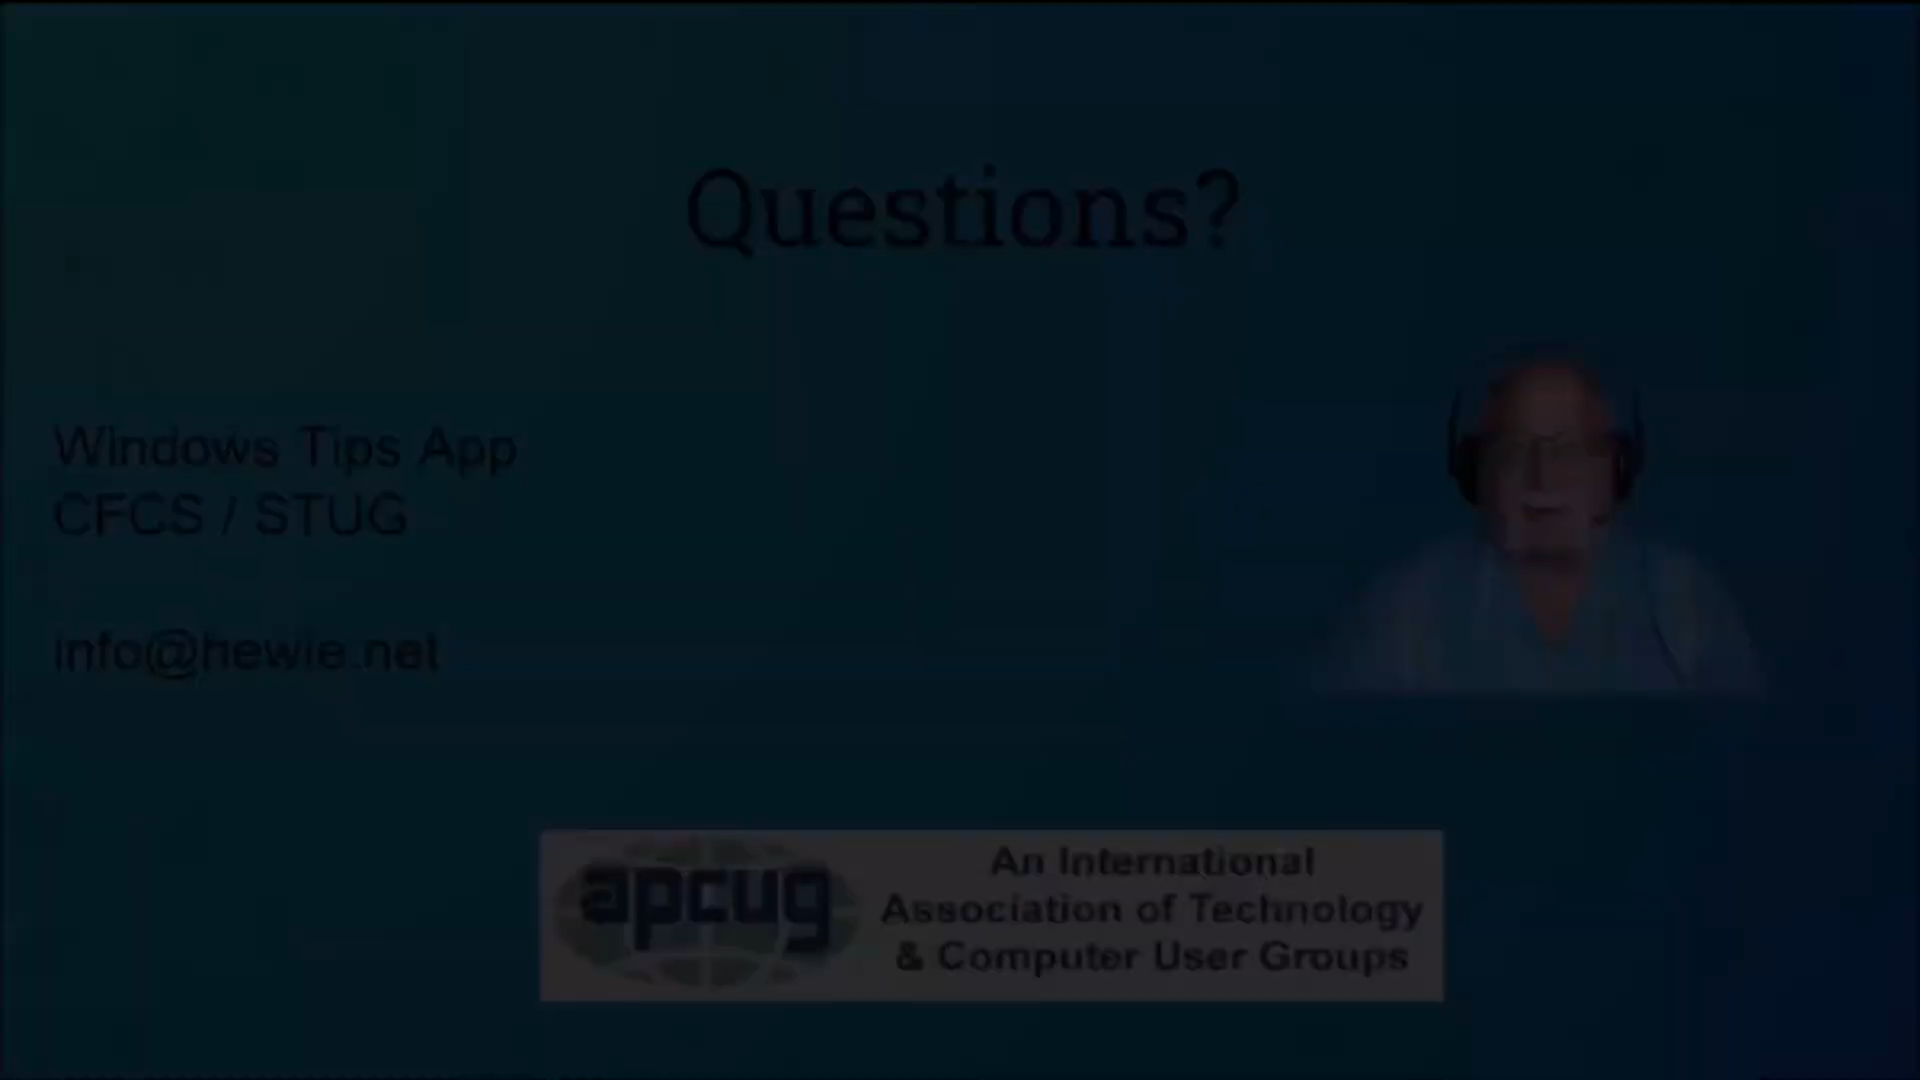 Questions?
Windows Tips App
CFCS / STUG
info@hewie.net
apcug
An International
Association of Technology
& Computer User Groups